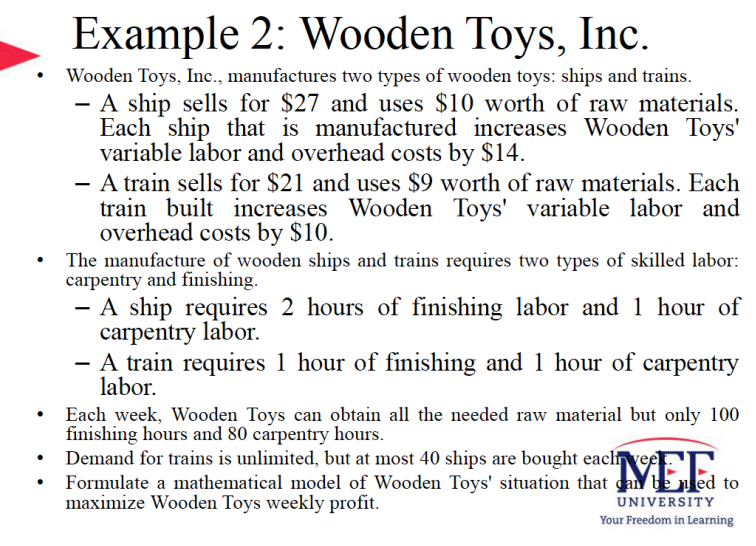 Example 2: Wooden Toys, Inc.
• Wooden Toys, Inc., manufactures two types of wooden toys: ships and trains.
– A ship sells for $27 and uses $10 worth of raw materials.
Each ship that is manufactured increases Wooden Toys'
variable labor and overhead costs by $14.
– A train sells for $21 and uses $9 worth of raw materials. Each
train built increases Wooden Toys' variable labor and
overhead costs by $10.
• The manufacture of wooden ships and trains requires two types of skilled labor:
carpentry and finishing.
– A ship requires 2 hours of finishing labor and 1 hour of
carpentry labor.
– A train requires 1 hour of finishing and 1 hour of carpentry
labor.
• Each week, Wooden Toys can obtain all the needed raw material but only 100
finishing hours and 80 carpentry hours.
• Demand for trains is unlimited, but at most 40 ships are bought each week.
• Formulate a mathematical model of Wooden Toys' situation that can be used to
maximize Wooden Toys weekly profit.
MEF
UNIVERSITY
Your Freedom in Learning